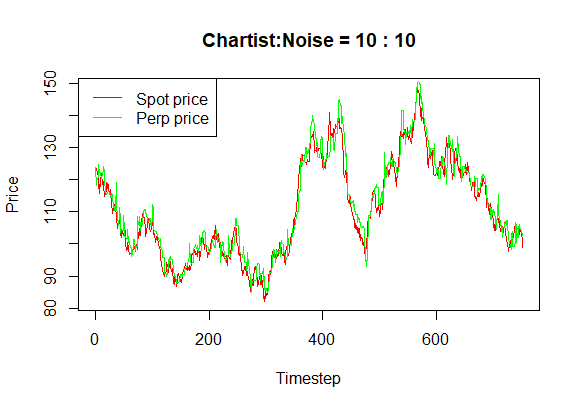 Chartist:Noise = 10 : 10
Spot price
Perp price
150
130
110
90
80
Price
0
200
400
600
Timestep